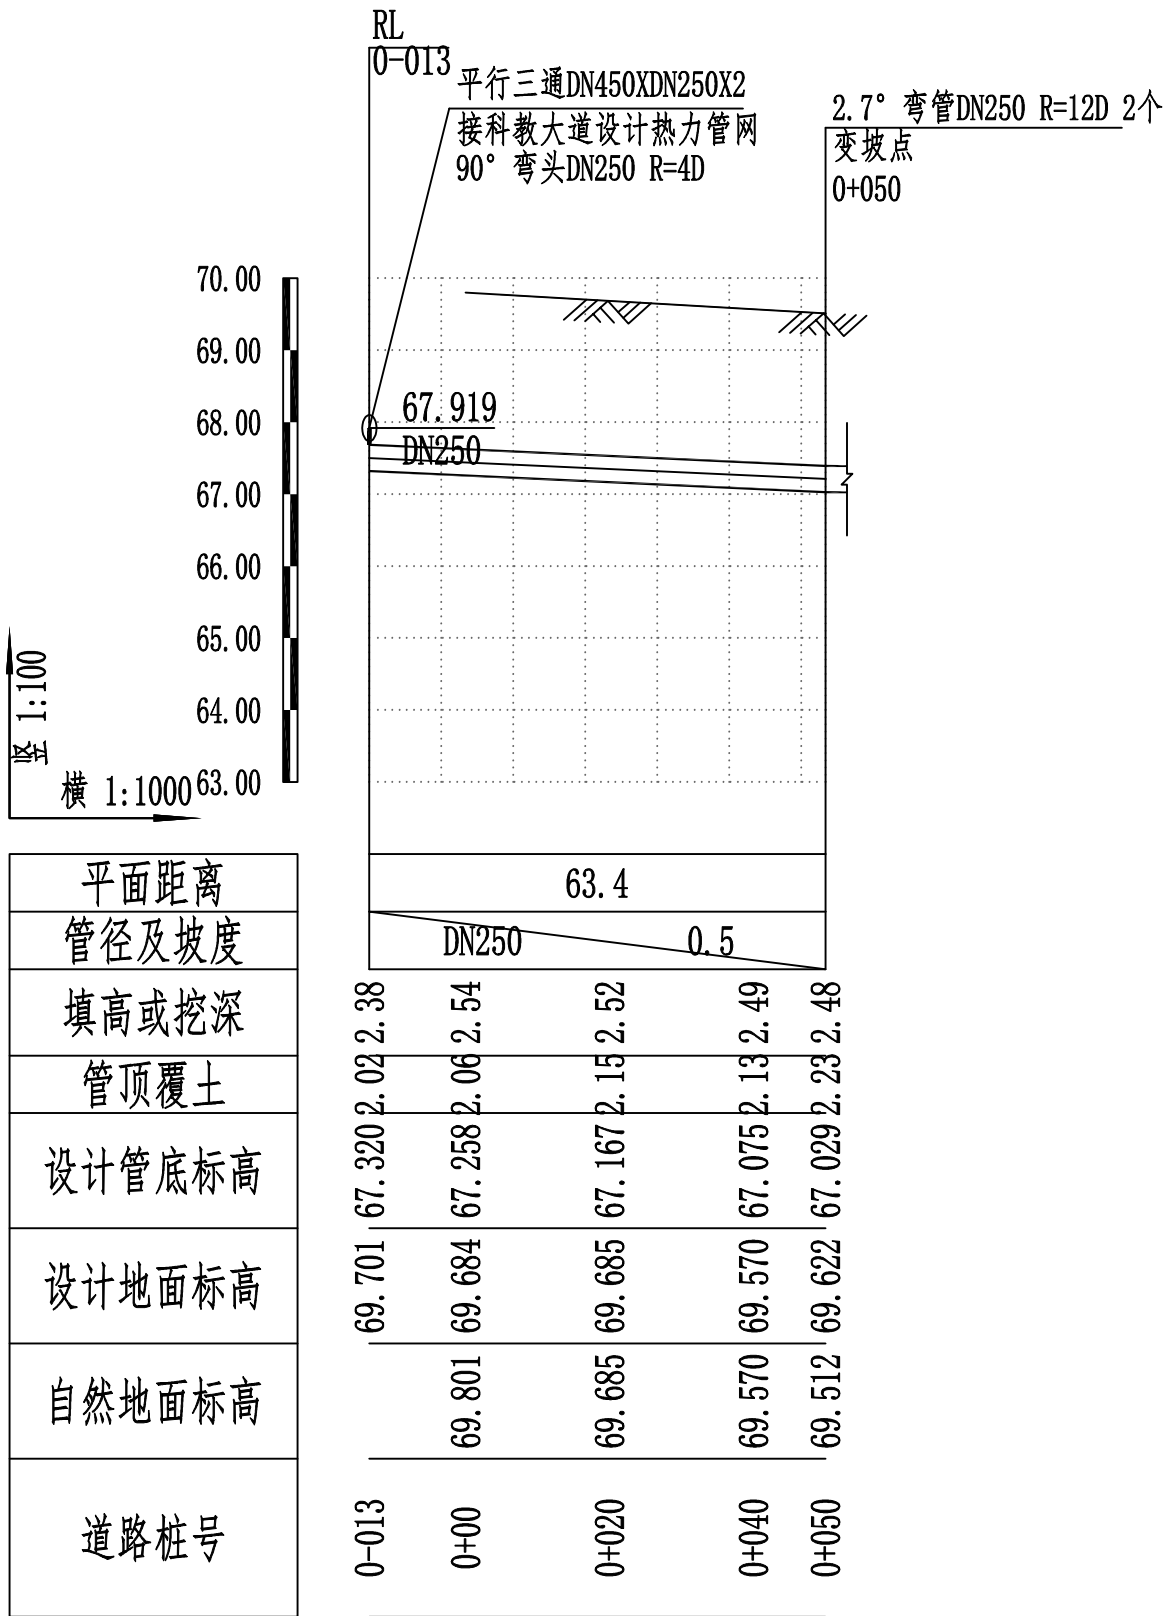 RL
0-013
平行三通DN450XDN250X2
接科教大道设计热力管网
90° 弯头DN250 R=4D
2.7° 弯管DN250 R=12D 2个
变坡点
0+050
70.00
69.00
68.00
67.00
66.00
65.00
64.00
63.00
67.919
DN250
竖 1:100
横 1:1000
平面距离 63.4
管径及坡度 DN250 0.5
填高或挖深 2.38 2.54 2.52 2.49 2.48
管顶覆土 2.02 2.06 2.15 2.13 2.23
设计管底标高 67.320 67.258 67.167 67.075 67.029
设计地面标高 69.701 69.684 69.685 69.570 69.622
自然地面标高 69.801 69.685 69.570 69.512
道路桩号 0-013 0+00 0+020 0+040 0+050